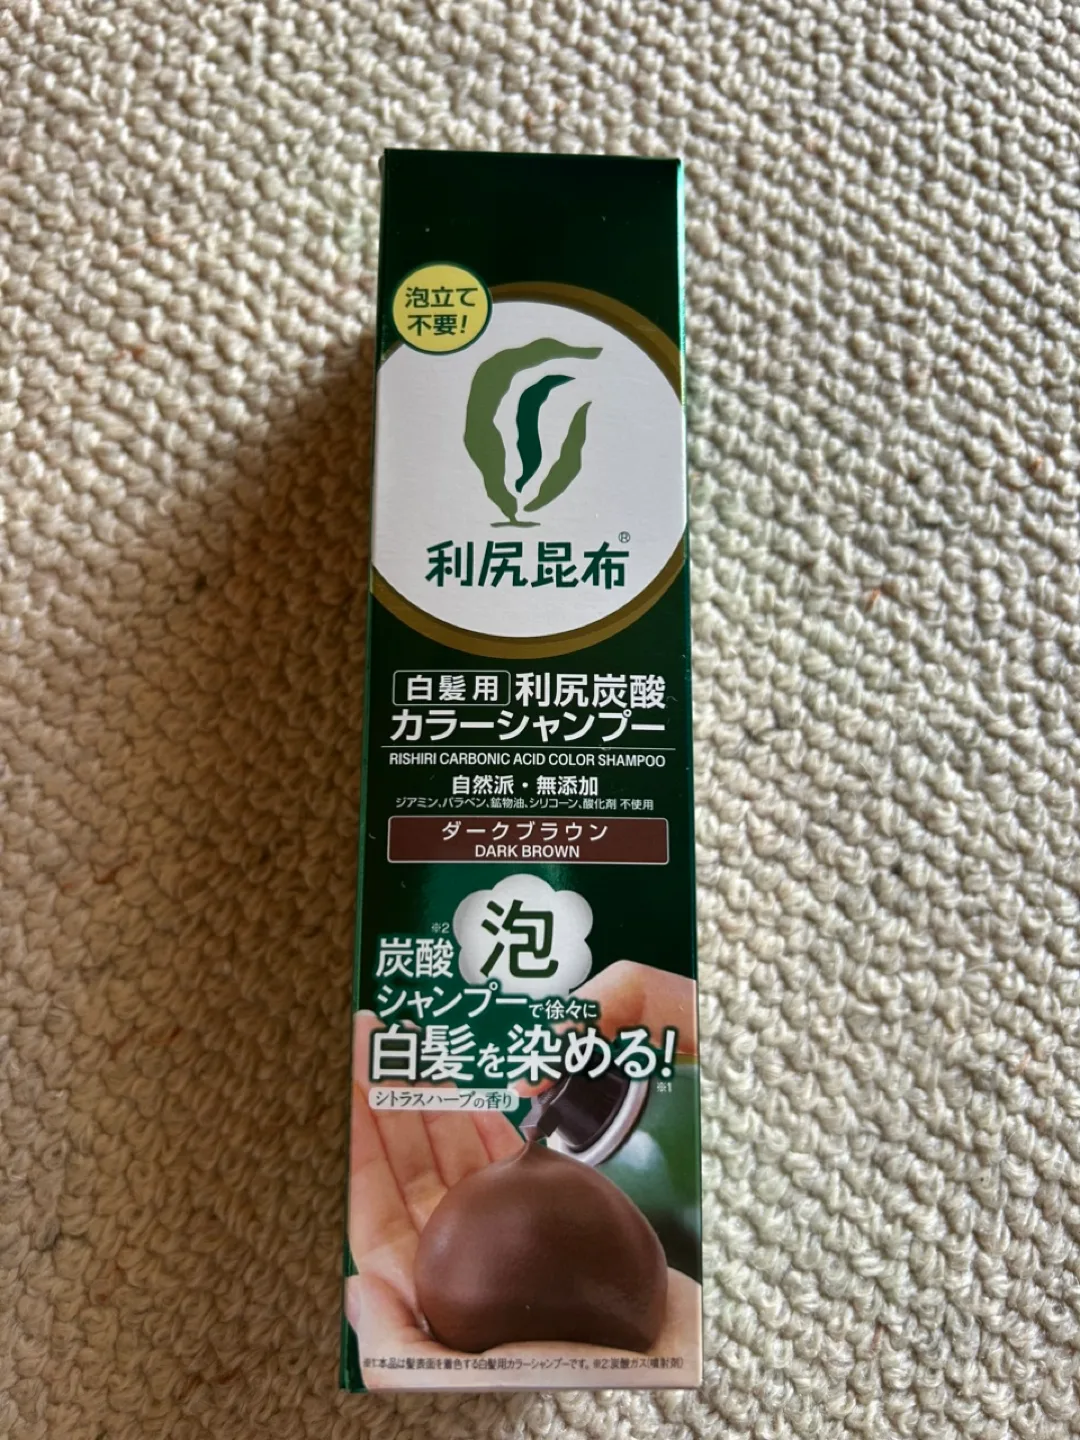 泡立て
不要!
利尻昆布®
白髪用 利尻炭酸
カラーシャンプー
RISHIRI CARBONIC ACID COLOR SHAMPOO
自然派・無添加
ジアミン、パラベン、鉱物油、シリコーン、酸化剤 不使用
ダークブラウン
DARK BROWN
炭酸※2泡
シャンプーで徐々に
白髪を染める!※1
シトラスハーブの香り
※1:本品は髪表面を着色する白髪用カラーシャンプーです。 ※2:炭酸ガス(噴射剤)